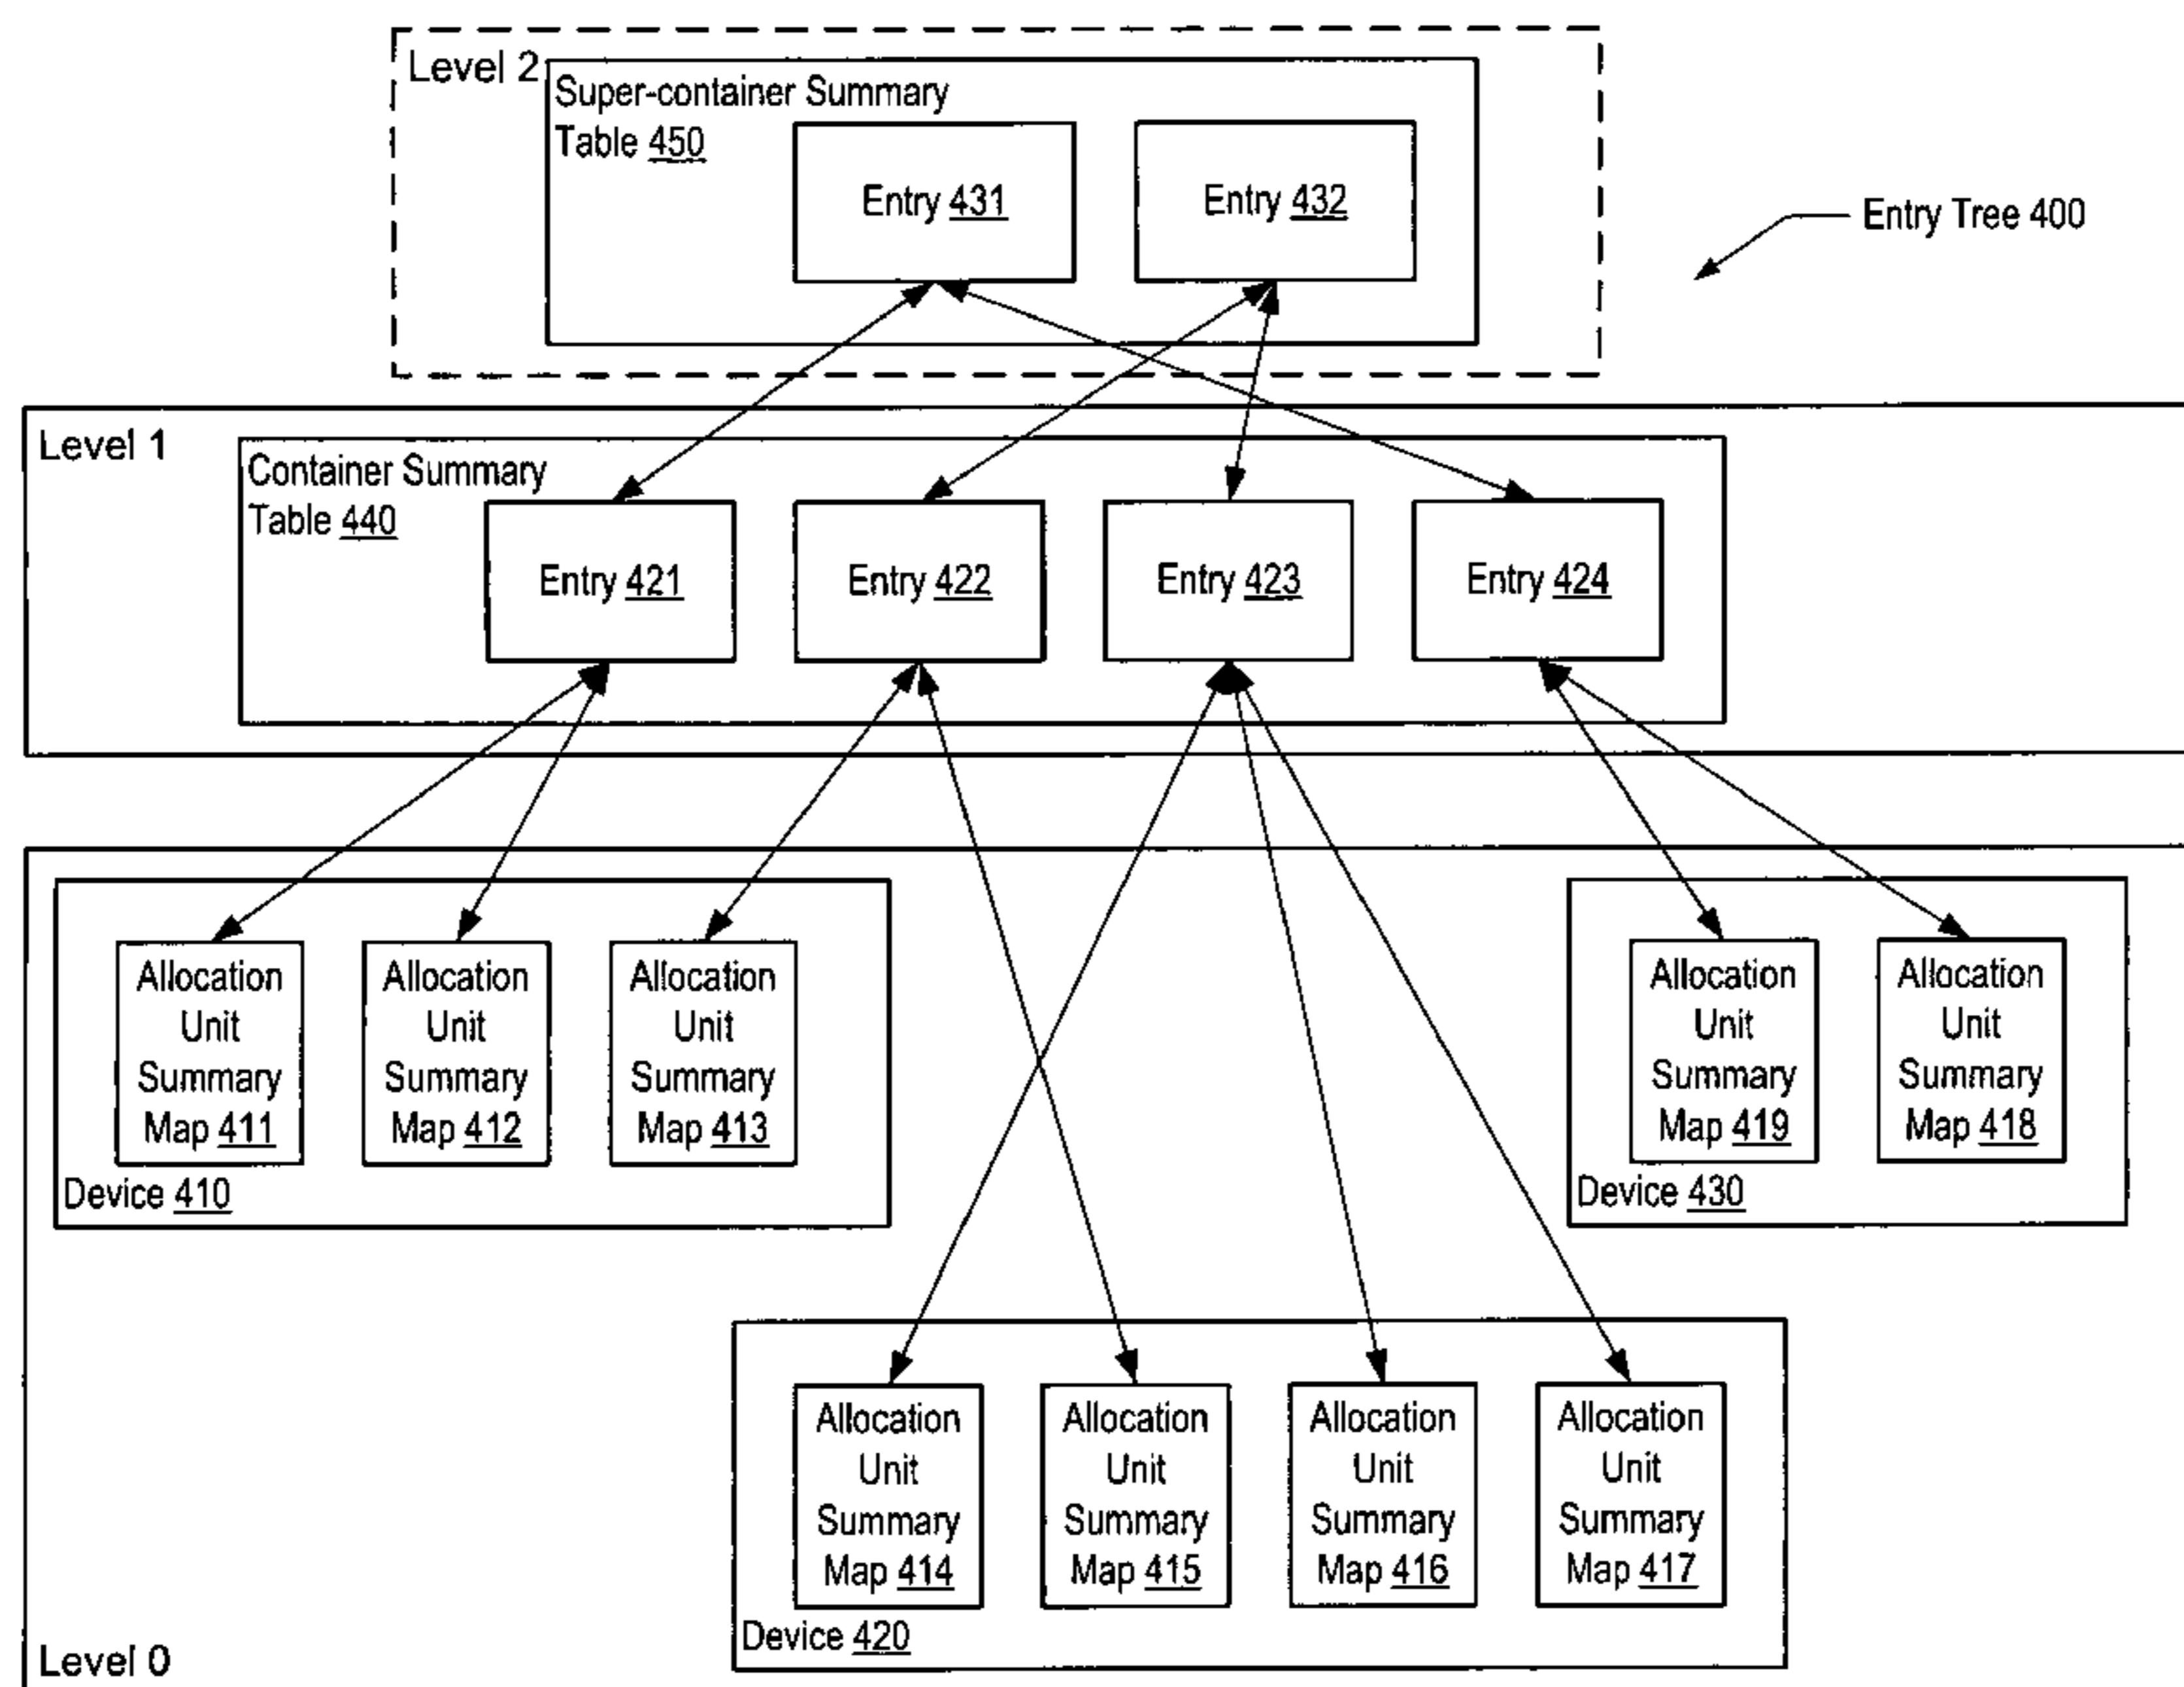 Level 2
Super-container Summary
Table 450
Entry 431
Entry 432
Entry Tree 400
Level 1
Container Summary
Table 440
Entry 421
Entry 422
Entry 423
Entry 424
Allocation
Unit
Summary
Map 411
Allocation
Unit
Summary
Map 412
Allocation
Unit
Summary
Map 413
Device 410
Allocation
Unit
Summary
Map 419
Allocation
Unit
Summary
Map 418
Device 430
Allocation
Unit
Summary
Map 414
Allocation
Unit
Summary
Map 415
Allocation
Unit
Summary
Map 416
Allocation
Unit
Summary
Map 417
Device 420
Level 0